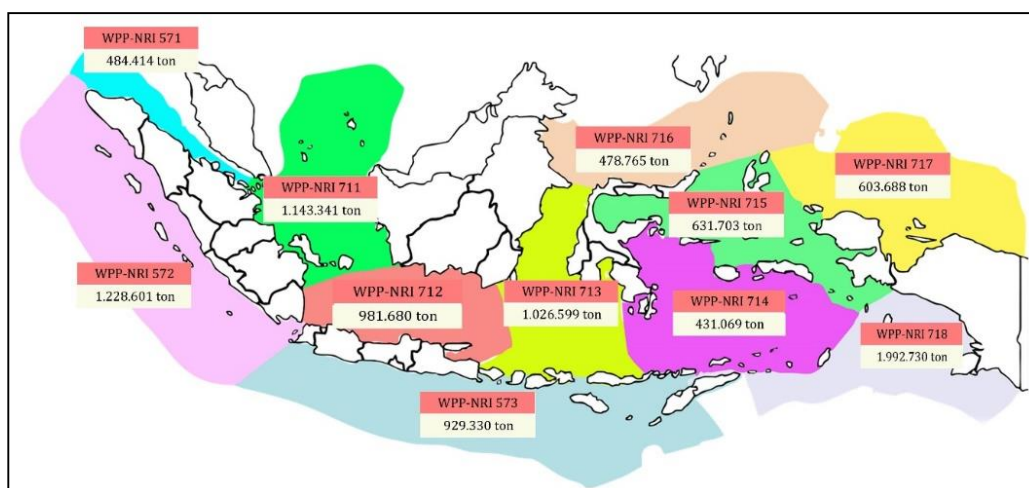 WPP-NRI 571
484.414 ton
WPP-NRI 716
478.765 ton
WPP-NRI 717
603.688 ton
WPP-NRI 711
1.143.341 ton
WPP-NRI 715
631.703 ton
WPP-NRI 572
1.228.601 ton
WPP-NRI 712
981.680 ton
WPP-NRI 713
1.026.599 ton
WPP-NRI 714
431.069 ton
WPP-NRI 718
1.992.730 ton
WPP-NRI 573
929.330 ton